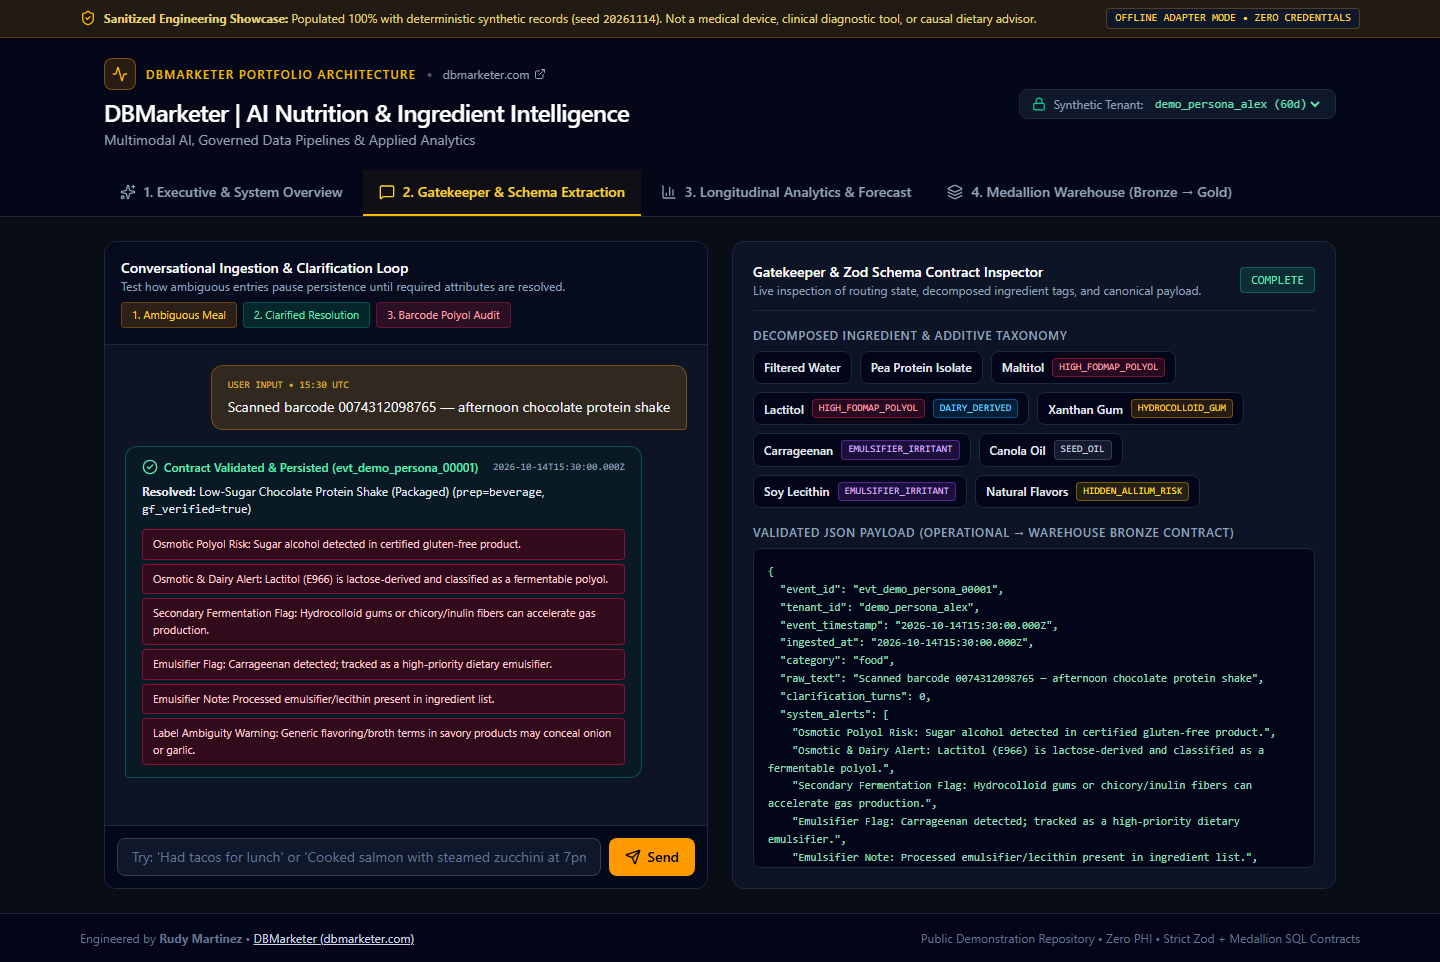 Sanitized Engineering Showcase: Populated 100% with deterministic synthetic records (seed 20261114). Not a medical device, clinical diagnostic tool, or causal dietary advisor.
OFFLINE ADAPTER MODE • ZERO CREDENTIALS
DBMARKETER PORTFOLIO ARCHITECTURE • dbmarketer.com
DBMarketer | AI Nutrition & Ingredient Intelligence
Multimodal AI, Governed Data Pipelines & Applied Analytics
Synthetic Tenant: demo_persona_alex (60d)
1. Executive & System Overview
2. Gatekeeper & Schema Extraction
3. Longitudinal Analytics & Forecast
4. Medallion Warehouse (Bronze → Gold)
Conversational Ingestion & Clarification Loop
Test how ambiguous entries pause persistence until required attributes are resolved.
1. Ambiguous Meal
2. Clarified Resolution
3. Barcode Polyol Audit
USER INPUT • 15:30 UTC
Scanned barcode 0074312098765 — afternoon chocolate protein shake
Contract Validated & Persisted (evt_demo_persona_00001)
2026-10-14T15:30:00.000Z
Resolved: Low-Sugar Chocolate Protein Shake (Packaged) (prep=beverage,
gf_verified=true)
Osmotic Polyol Risk: Sugar alcohol detected in certified gluten-free product.
Osmotic & Dairy Alert: Lactitol (E966) is lactose-derived and classified as a fermentable polyol.
Secondary Fermentation Flag: Hydrocolloid gums or chicory/inulin fibers can accelerate gas
production.
Emulsifier Flag: Carrageenan detected; tracked as a high-priority dietary emulsifier.
Emulsifier Note: Processed emulsifier/lecithin present in ingredient list.
Label Ambiguity Warning: Generic flavoring/broth terms in savory products may conceal onion
or garlic.
Try: 'Had tacos for lunch' or 'Cooked salmon with steamed zucchini at 7pm
Send
Gatekeeper & Zod Schema Contract Inspector
Live inspection of routing state, decomposed ingredient tags, and canonical payload.
COMPLETE
DECOMPOSED INGREDIENT & ADDITIVE TAXONOMY
Filtered Water
Pea Protein Isolate
Maltitol HIGH_FODMAP_POLYOL
Lactitol HIGH_FODMAP_POLYOL DAIRY_DERIVED
Xanthan Gum HYDROCOLLOID_GUM
Carrageenan EMULSIFIER_IRRITANT
Canola Oil SEED_OIL
Soy Lecithin EMULSIFIER_IRRITANT
Natural Flavors HIDDEN_ALLIUM_RISK
VALIDATED JSON PAYLOAD (OPERATIONAL → WAREHOUSE BRONZE CONTRACT)
{
"event_id": "evt_demo_persona_00001",
"tenant_id": "demo_persona_alex",
"event_timestamp": "2026-10-14T15:30:00.000Z",
"ingested_at": "2026-10-14T15:30:00.000Z",
"category": "food",
"raw_text": "Scanned barcode 0074312098765 — afternoon chocolate protein shake",
"clarification_turns": 0,
"system_alerts": [
"Osmotic Polyol Risk: Sugar alcohol detected in certified gluten-free product.",
"Osmotic & Dairy Alert: Lactitol (E966) is lactose-derived and classified as a
fermentable polyol.",
"Secondary Fermentation Flag: Hydrocolloid gums or chicory/inulin fibers can
accelerate gas production.",
"Emulsifier Flag: Carrageenan detected; tracked as a high-priority dietary
emulsifier.",
"Emulsifier Note: Processed emulsifier/lecithin present in ingredient list.",
Engineered by Rudy Martinez • DBMarketer (dbmarketer.com)
Public Demonstration Repository • Zero PHI • Strict Zod + Medallion SQL Contracts